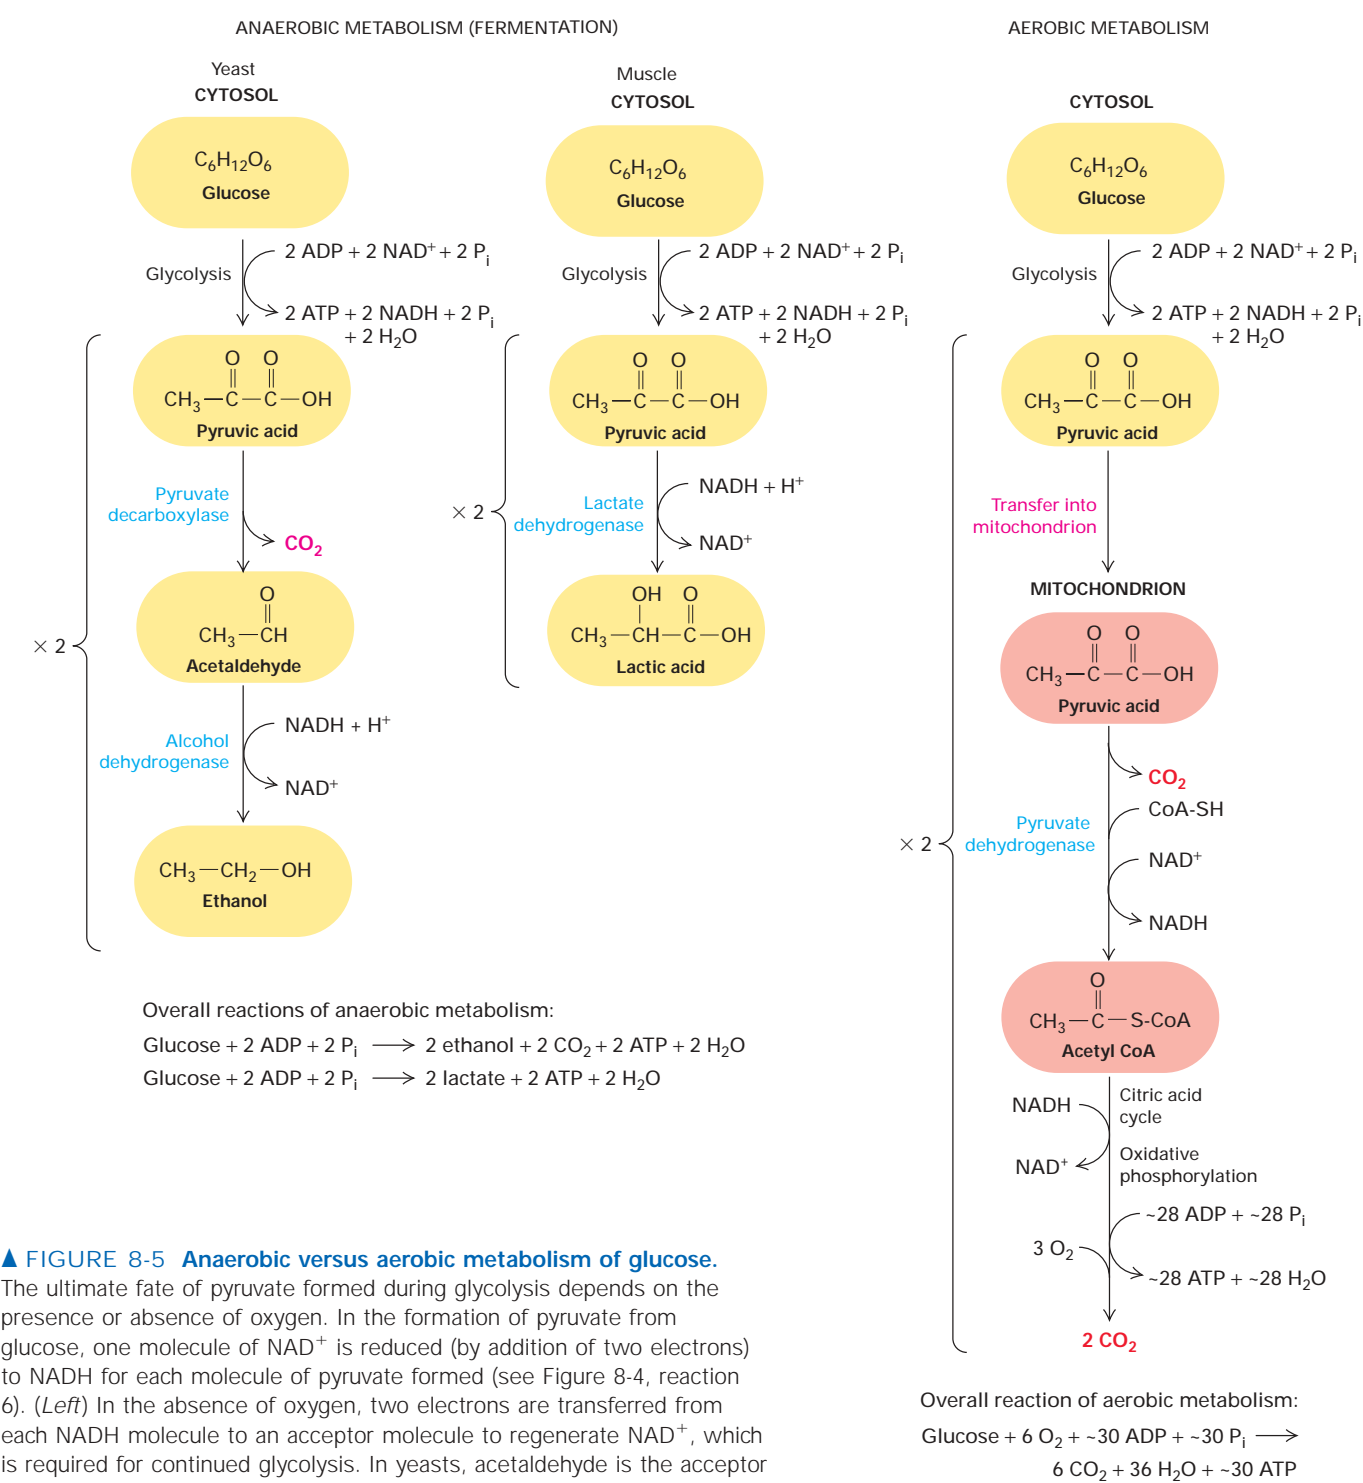 ANAEROBIC METABOLISM (FERMENTATION)
Yeast
CYTOSOL
C₆H₁₂O₆
Glucose
Glycolysis
2 ADP + 2 NAD⁺ + 2 Pᵢ
2 ATP + 2 NADH + 2 Pᵢ
+ 2 H₂O
O O
CH₃—C—C—OH
Pyruvic acid
Pyruvate
decarboxylase
CO₂
× 2
O
CH₃—CH
Acetaldehyde
NADH + H⁺
Alcohol
dehydrogenase
NAD⁺
CH₃—CH₂—OH
Ethanol
Muscle
CYTOSOL
C₆H₁₂O₆
Glucose
Glycolysis
2 ADP + 2 NAD⁺ + 2 Pᵢ
2 ATP + 2 NADH + 2 Pᵢ
+ 2 H₂O
O O
CH₃—C—C—OH
Pyruvic acid
× 2
NADH + H⁺
Lactate
dehydrogenase
NAD⁺
OH O
CH₃—CH—C—OH
Lactic acid
Overall reactions of anaerobic metabolism:
Glucose + 2 ADP + 2 Pᵢ ⟶ 2 ethanol + 2 CO₂ + 2 ATP + 2 H₂O
Glucose + 2 ADP + 2 Pᵢ ⟶ 2 lactate + 2 ATP + 2 H₂O
AEROBIC METABOLISM
CYTOSOL
C₆H₁₂O₆
Glucose
Glycolysis
2 ADP + 2 NAD⁺ + 2 Pᵢ
2 ATP + 2 NADH + 2 Pᵢ
+ 2 H₂O
O O
CH₃—C—C—OH
Pyruvic acid
Transfer into
mitochondrion
MITOCHONDRION
O O
CH₃—C—C—OH
Pyruvic acid
CO₂
CoA-SH
Pyruvate
dehydrogenase
× 2
NAD⁺
NADH
O
CH₃—C—S-CoA
Acetyl CoA
NADH
Citric acid
cycle
NAD⁺
Oxidative
phosphorylation
~28 ADP + ~28 Pᵢ
3 O₂
~28 ATP + ~28 H₂O
2 CO₂
Overall reaction of aerobic metabolism:
Glucose + 6 O₂ + ~30 ADP + ~30 Pᵢ ⟶
6 CO₂ + 36 H₂O + ~30 ATP
▲ FIGURE 8-5 Anaerobic versus aerobic metabolism of glucose.
The ultimate fate of pyruvate formed during glycolysis depends on the
presence or absence of oxygen. In the formation of pyruvate from
glucose, one molecule of NAD⁺ is reduced (by addition of two electrons)
to NADH for each molecule of pyruvate formed (see Figure 8-4, reaction
6). (Left) In the absence of oxygen, two electrons are transferred from
each NADH molecule to an acceptor molecule to regenerate NAD⁺, which
is required for continued glycolysis. In yeasts, acetaldehyde is the acceptor